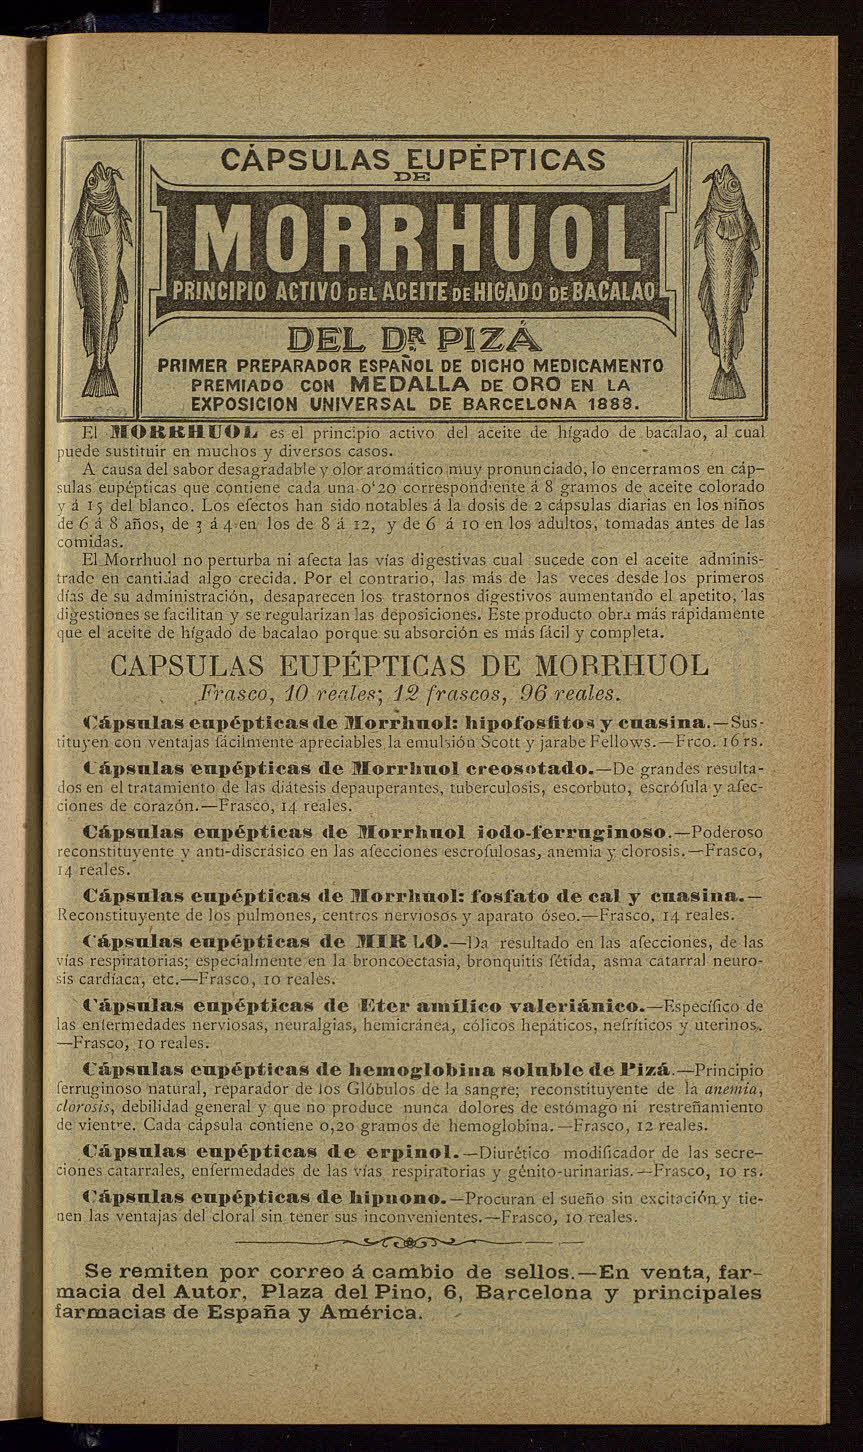 CÁPSULAS EUPÉPTICAS
DE
MORRHUOL
PRINCIPIO ACTIVO DEL ACEITE DE HIGADO DE BACALAO
DEL DR PIZÁ
PRIMER PREPARADOR ESPAÑOL DE DICHO MEDICAMENTO
PREMIADO CON MEDALLA DE ORO EN LA
EXPOSICION UNIVERSAL DE BARCELONA 1888.
El MORRHUOL es el principio activo del aceite de hígado de bacalao, al cual
puede sustituir en muchos y diversos casos.
A causa del sabor desagradable y olor aromático muy pronunciado, lo encerramos en cáp-
sulas eupépticas que contiene cada una 0'20 correspondiente á 8 gramos de aceite colorado
y á 15 del blanco. Los efectos han sido notables á la dosis de 2 cápsulas diarias en los niños
de 6 á 8 años, de 3 á 4 en los de 8 á 12, y de 6 á 10 en los adultos, tomadas antes de las
comidas.
El Morrhuol no perturba ni afecta las vías digestivas cual sucede con el aceite adminis-
trado en cantidad algo crecida. Por el contrario, las más de las veces desde los primeros
días de su administración, desaparecen los trastornos digestivos aumentando el apetito, las
digestiones se facilitan y se regularizan las deposiciones. Este producto obra más rápidamente
que el aceite de hígado de bacalao porque su absorción es más fácil y completa.
CAPSULAS EUPÉPTICAS DE MORRHUOL
Frasco, 10 reales; 12 frascos, 96 reales.
Cápsulas eupépticas de Morrhuol: hipofosfitos y cuasina.—Sus-
tituyen con ventajas fácilmente apreciables la emulsión Scott y jarabe Fellows.—Frco. 16 rs.
Cápsulas eupépticas de Morrhuol creosotado.—De grandes resulta-
dos en el tratamiento de las diátesis depauperantes, tuberculosis, escorbuto, escrófula y afec-
ciones de corazón.—Frasco, 14 reales.
Cápsulas eupépticas de Morrhuol iodo-ferruginoso.—Poderoso
reconstituyente y anti-discrásico en las afecciones escrofulosas, anemia y clorosis.—Frasco,
14 reales.
Cápsulas eupépticas de Morrhuol: fosfato de cal y cuasina.—
Reconstituyente de los pulmones, centros nerviosos y aparato óseo.—Frasco, 14 reales.
Cápsulas eupépticas de MIRLO.—Da resultado en las afecciones, de las
vías respiratorias; especialmente en la broncoectasia, bronquitis fétida, asma catarral neuro-
sis cardíaca, etc.—Frasco, 10 reales.
Cápsulas eupépticas de Eter amílico valeriánico.—Específico de
las enfermedades nerviosas, neuralgias, hemicránea, cólicos hepáticos, nefríticos y uterinos.
—Frasco, 10 reales.
Cápsulas eupépticas de hemoglobina soluble de Pizá.—Principio
ferruginoso natural, reparador de los Glóbulos de la sangre; reconstituyente de la anemia,
clorosis, debilidad general y que no produce nunca dolores de estómago ni restreñamiento
de vientre. Cada cápsula contiene 0,20 gramos de hemoglobina.—Frasco, 12 reales.
Cápsulas eupépticas de erpinol.—Diurético modificador de las secre-
ciones catarrales, enfermedades de las vías respiratorias y génito-urinarias.—Frasco, 10 rs.
Cápsulas eupépticas de hipnono.—Procuran el sueño sin excitación y tie-
nen las ventajas del cloral sin tener sus inconvenientes.—Frasco, 10 reales.
Se remiten por correo á cambio de sellos.—En venta, far-
macia del Autor, Plaza del Pino, 6, Barcelona y principales
farmacias de España y América.